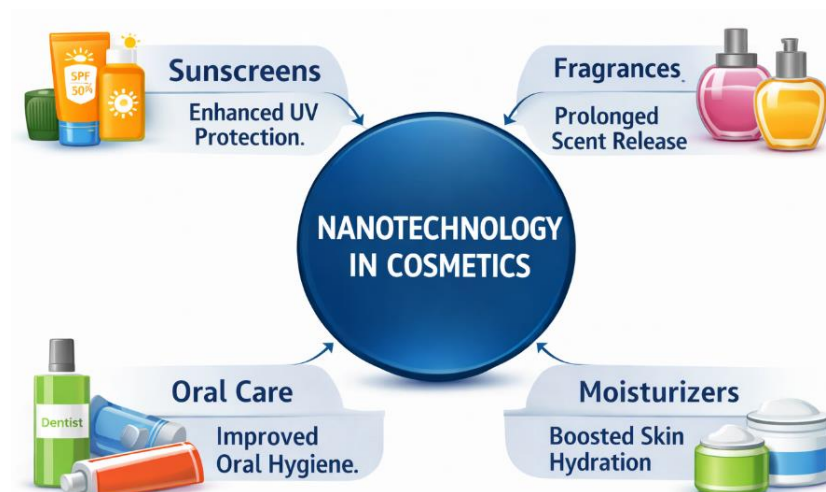 Sunscreens
Enhanced UV
Protection.
SPF
Fragrances
Prolonged
Scent Release
NANOTECHNOLOGY
IN COSMETICS
Oral Care
Improved
Oral Hygiene.
Dentist
Moisturizers
Boosted Skin
Hydration